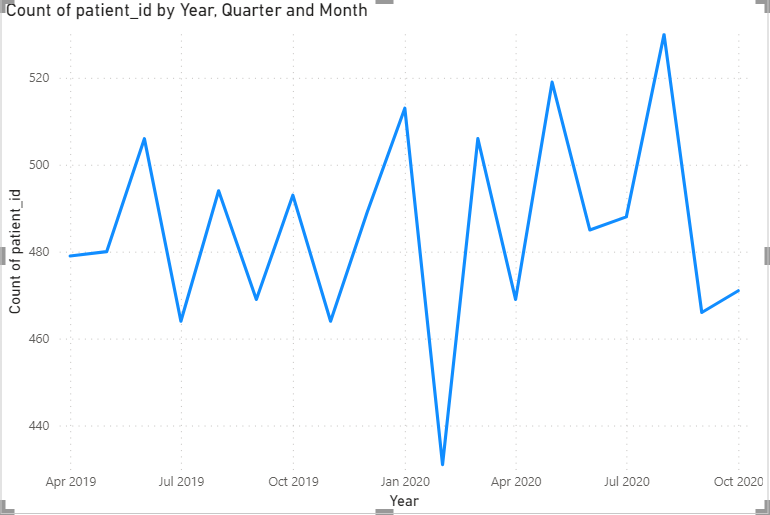 Count of patient_id by Year, Quarter and Month
Count of patient_id
520
500
480
460
440
Apr 2019
Jul 2019
Oct 2019
Jan 2020
Apr 2020
Jul 2020
Oct 2020
Year